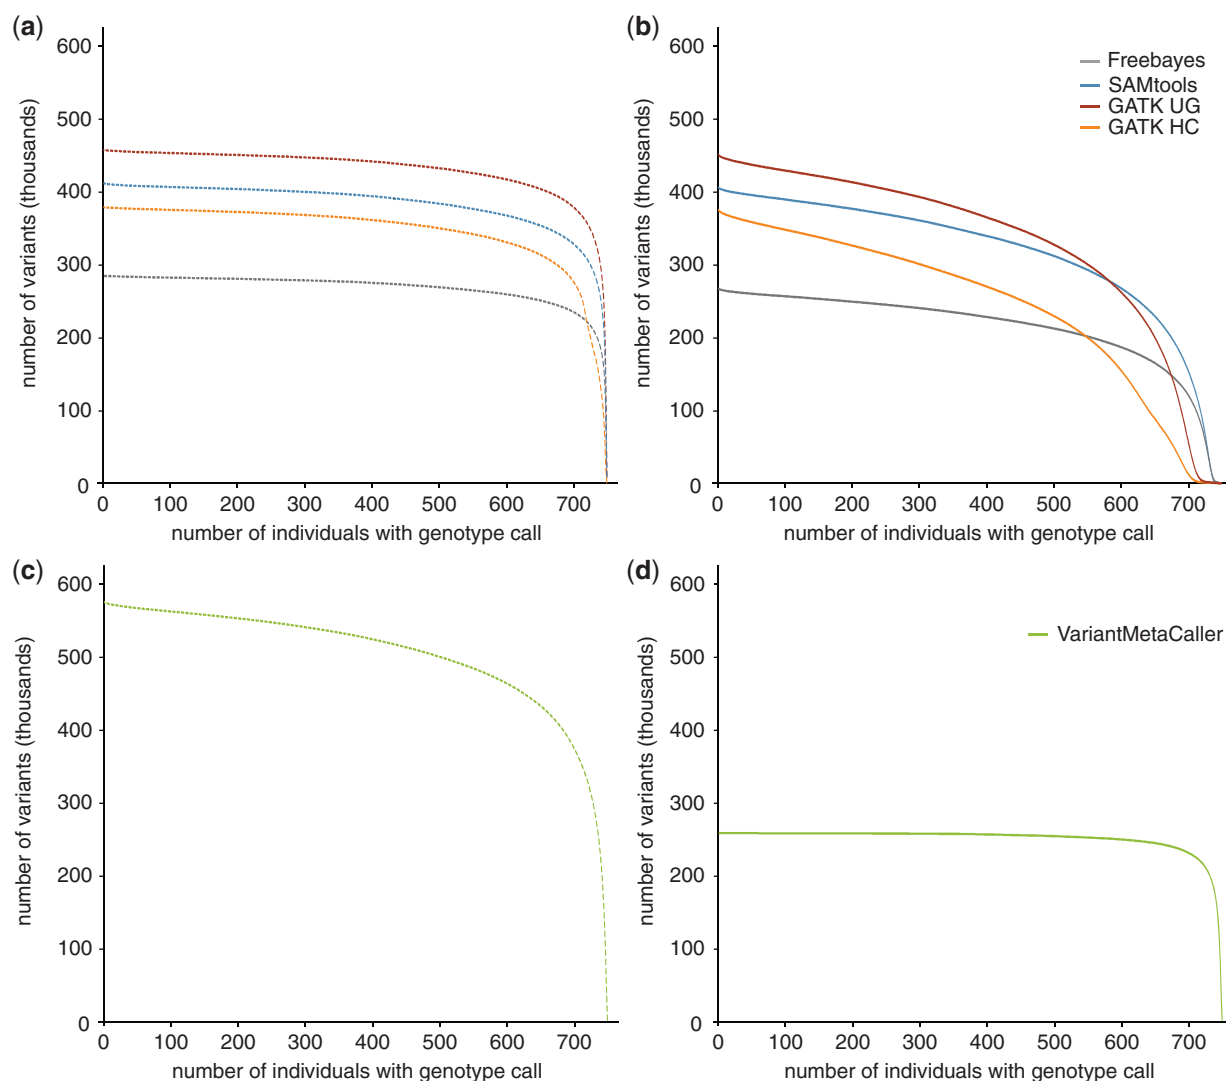 (a)
number of variants (thousands)
600
500
400
300
200
100
0
0 100 200 300 400 500 600 700
number of individuals with genotype call
(b)
number of variants (thousands)
600
500
400
300
200
100
0
0 100 200 300 400 500 600 700
number of individuals with genotype call
Freebayes
SAMtools
GATK UG
GATK HC
(c)
number of variants (thousands)
600
500
400
300
200
100
0
0 100 200 300 400 500 600 700
number of individuals with genotype call
(d)
number of variants (thousands)
600
500
400
300
200
100
0
0 100 200 300 400 500 600 700
number of individuals with genotype call
VariantMetaCaller